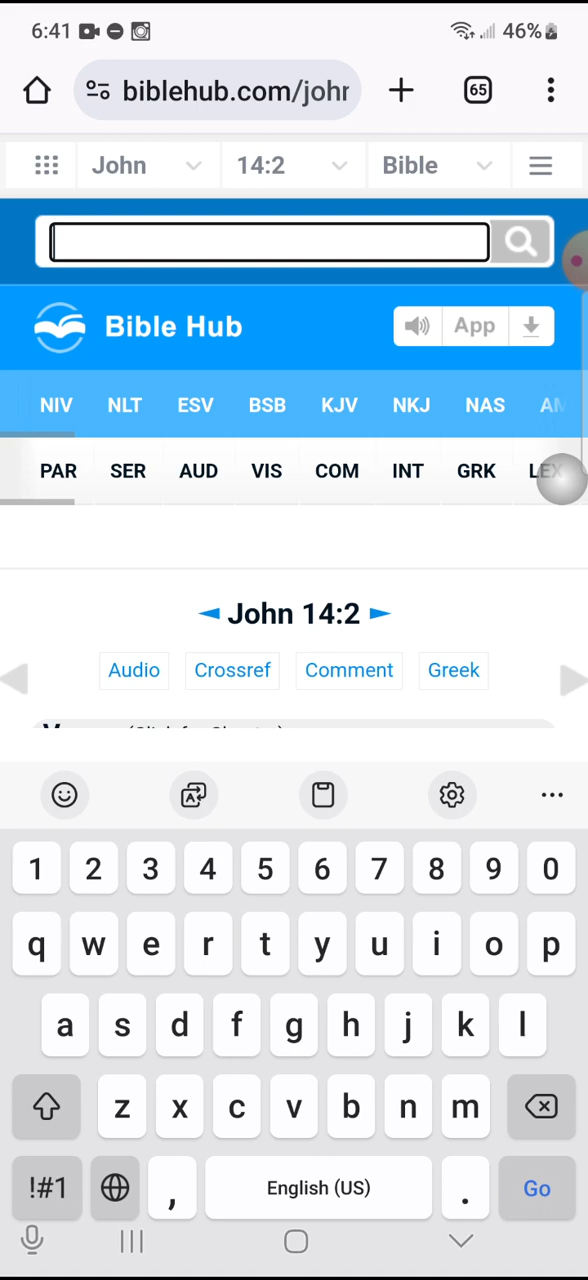 6:41 46%
biblehub.com/john 65
John 14:2 Bible
Bible Hub App
NIV NLT ESV BSB KJV NKJ NAS
PAR SER AUD VIS COM INT GRK LEX
John 14:2
Audio Crossref Comment Greek
1 2 3 4 5 6 7 8 9 0
q w e r t y u i o p
a s d f g h j k l
z x c v b n m
!#1 , English (US) . Go